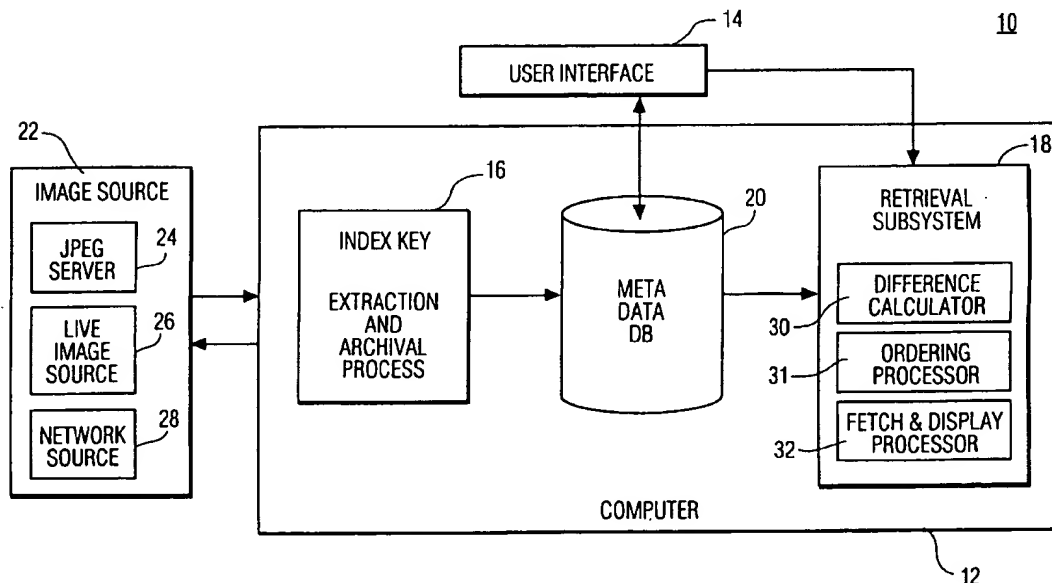 10
14
USER INTERFACE
22
IMAGE SOURCE
JPEG
SERVER
24
LIVE
IMAGE
SOURCE
26
NETWORK
SOURCE
28
16
INDEX KEY
EXTRACTION
AND
ARCHIVAL
PROCESS
20
META
DATA
DB
18
RETRIEVAL
SUBSYSTEM
DIFFERENCE
CALCULATOR
30
ORDERING
PROCESSOR
31
FETCH & DISPLAY
PROCESSOR
32
COMPUTER
12